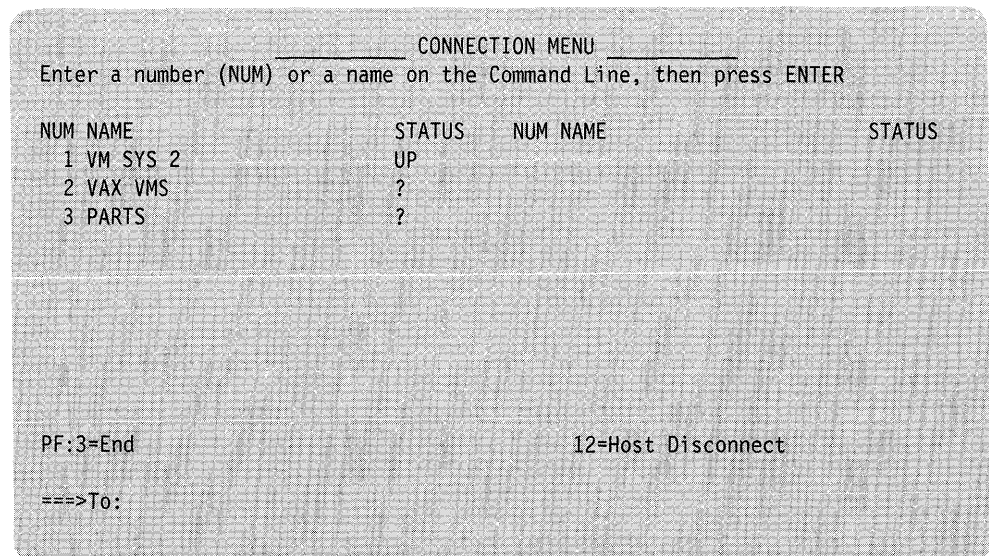 CONNECTION MENU
Enter a number (NUM) or a name on the Command Line, then press ENTER
NUM NAME STATUS NUM NAME STATUS
1 VM SYS 2 UP
2 VAX VMS ?
3 PARTS ?
PF:3=End 12=Host Disconnect
===>To: